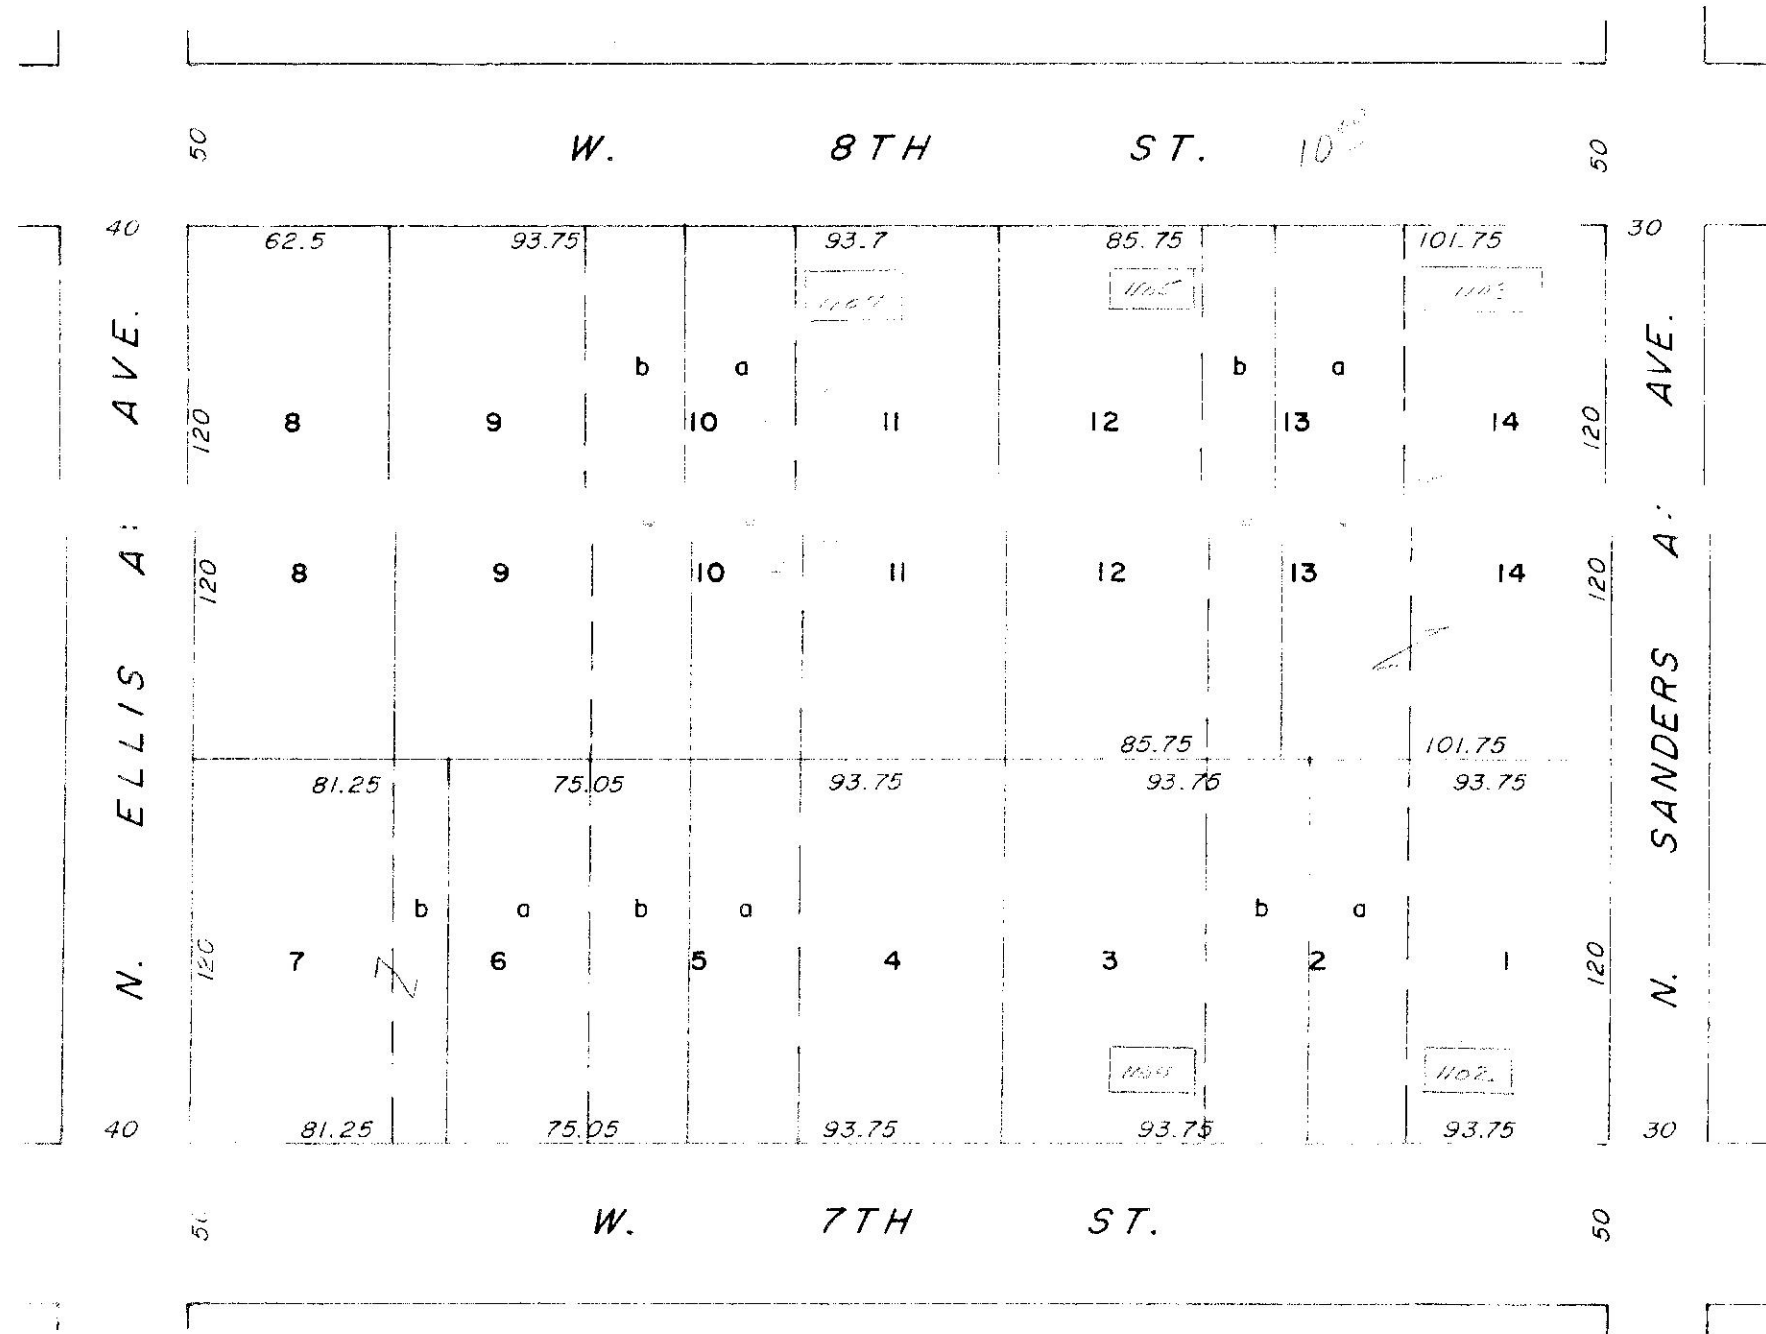 50 W. 8TH ST. 10 50
40 62.5 93.75 93.7 85.75 101.75 30
1105 1103
b a b a
120 8 9 10 11 12 13 14 120
120 8 9 10 11 12 13 14 120
N. ELLIS A: AVE.
N. SANDERS A: AVE.
85.75 101.75
81.25 75.05 93.75 93.75 93.75
b a b a b a
120 7 6 5 4 3 2 1 120
1104 1102
40 81.25 75.05 93.75 93.75 93.75 30
W. 7TH ST. 50